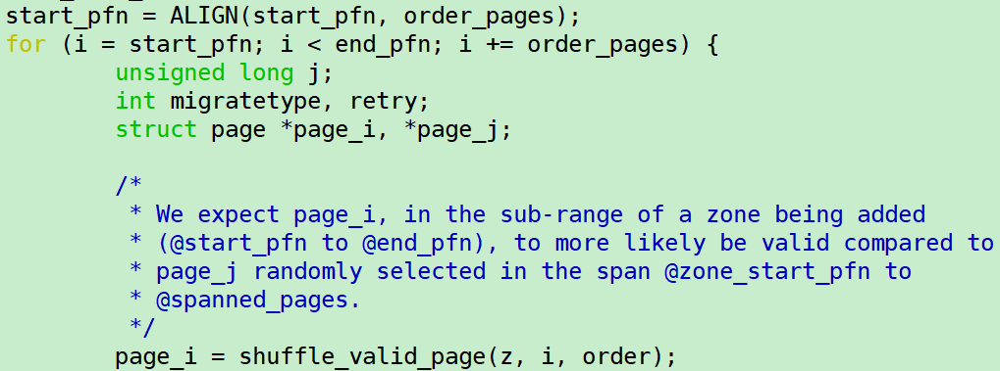 start_pfn = ALIGN(start_pfn, order_pages);
for (i = start_pfn; i < end_pfn; i += order_pages) {
        unsigned long j;
        int migratetype, retry;
        struct page *page_i, *page_j;

        /*
         * We expect page_i, in the sub-range of a zone being added
         * (@start_pfn to @end_pfn), to more likely be valid compared to
         * page_j randomly selected in the span @zone_start_pfn to
         * @spanned_pages.
         */
        page_i = shuffle_valid_page(z, i, order);